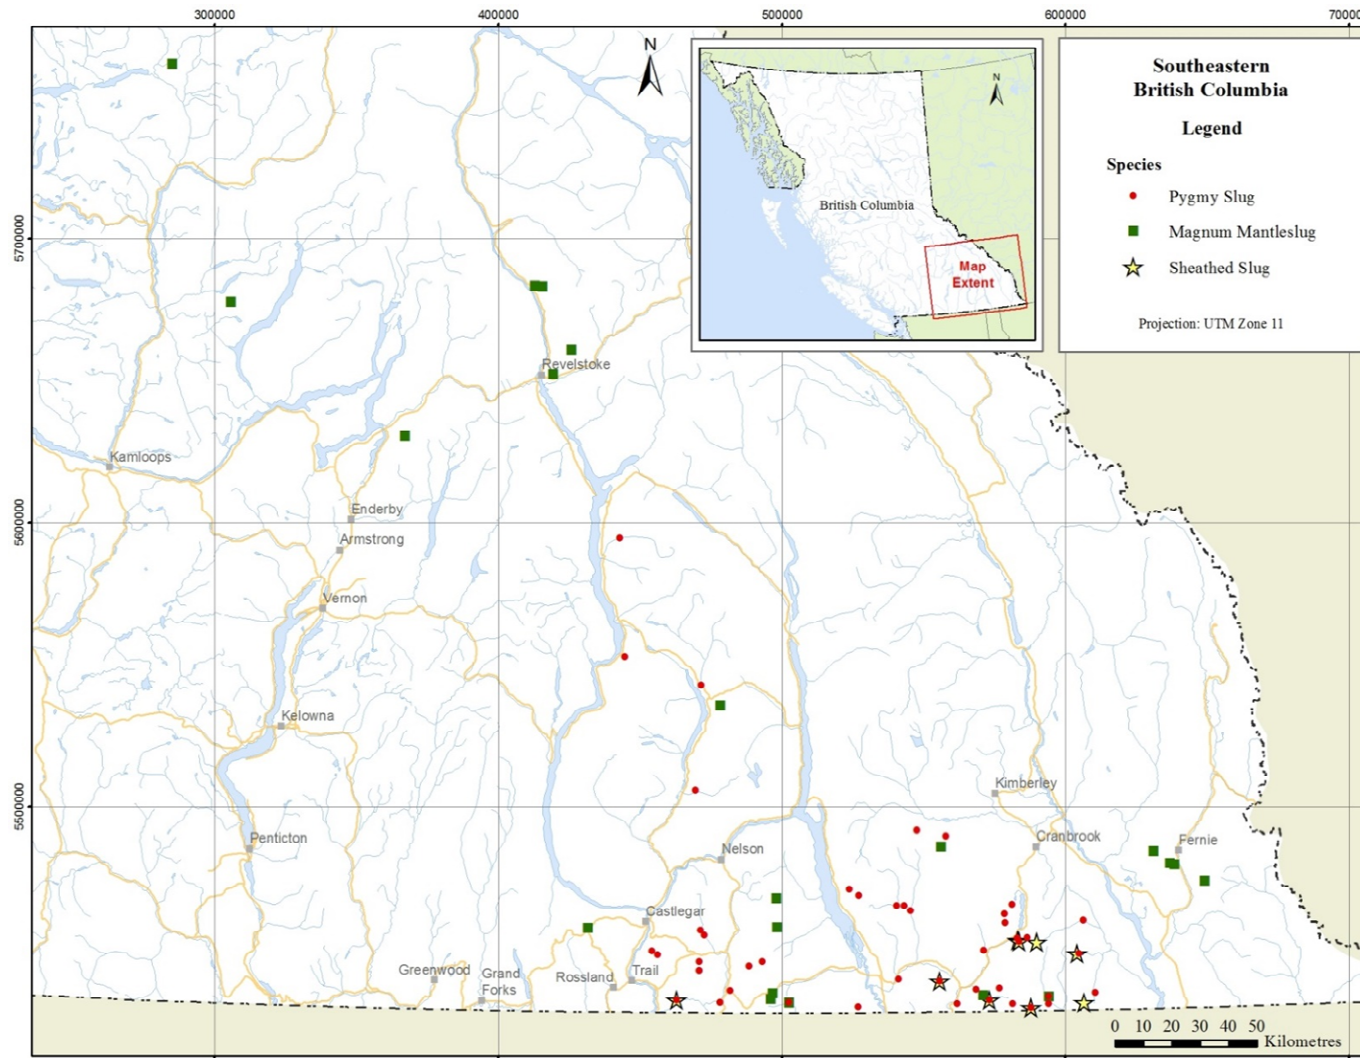 300000
400000
500000
600000
700000
N
Southeastern
British Columbia
Legend
Species
Pygmy Slug
Magnum Mantleslug
Sheathed Slug
Projection: UTM Zone 11
N
British Columbia
Map
Extent
5700000
5600000
5500000
Revelstoke
Kamloops
Enderby
Armstrong
Vernon
Kelowna
Penticton
Kimberley
Cranbrook
Fernie
Nelson
Castlegar
Greenwood
Grand
Forks
Rossland
Trail
0 10 20 30 40 50
Kilometres